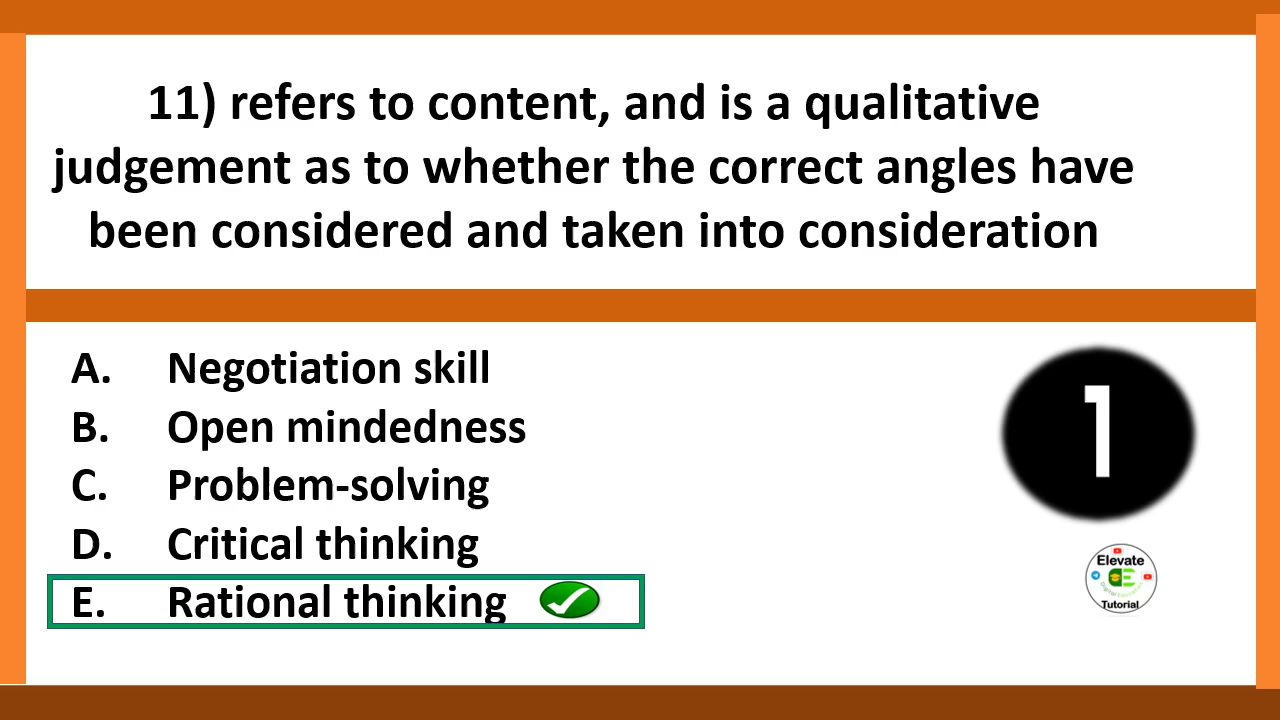 11) refers to content, and is a qualitative
judgement as to whether the correct angles have
been considered and taken into consideration
A. Negotiation skill
B. Open mindedness
C. Problem-solving
D. Critical thinking
E. Rational thinking
1
Elevate
Tutorial